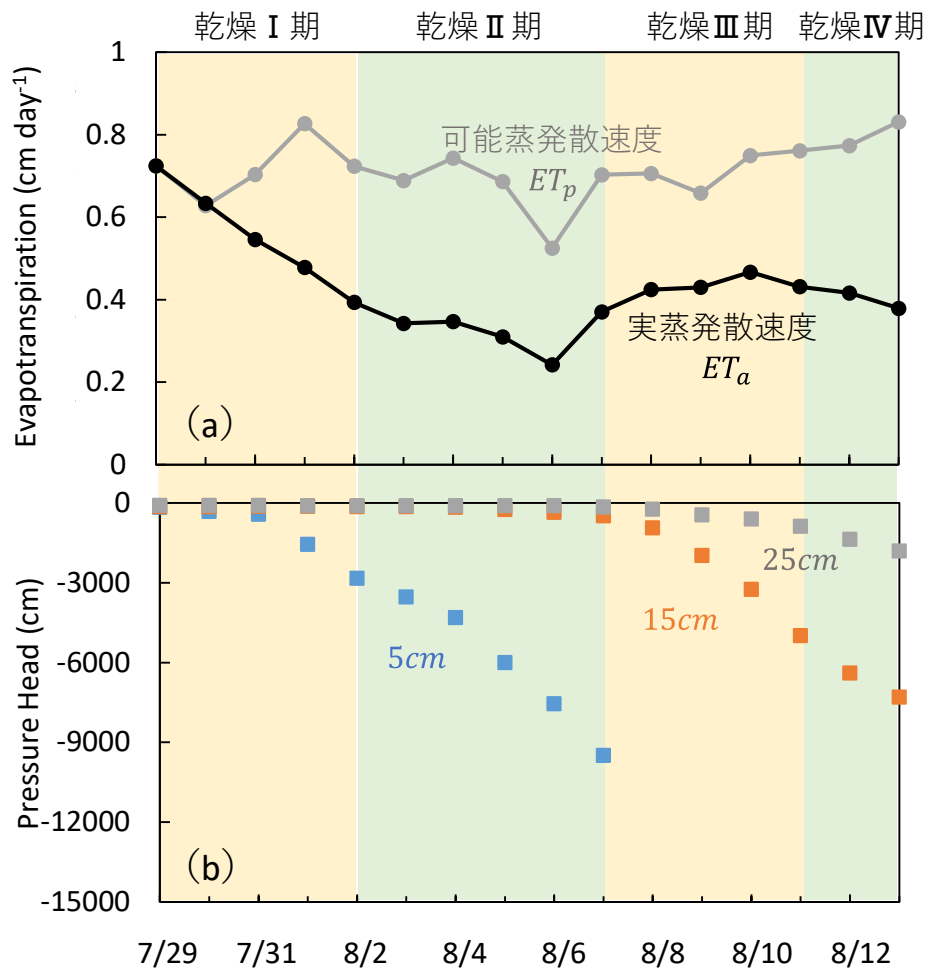 乾燥Ⅰ期 乾燥Ⅱ期 乾燥Ⅲ期 乾燥Ⅳ期
Evapotranspiration (cm day⁻¹)
1
0.8
0.6
0.4
0.2
0
可能蒸発散速度
ETₚ
実蒸発散速度
ETₐ
（a）
Pressure Head (cm)
0
-3000
-6000
-9000
-12000
-15000
25cm
15cm
5cm
（b）
7/29 7/31 8/2 8/4 8/6 8/8 8/10 8/12